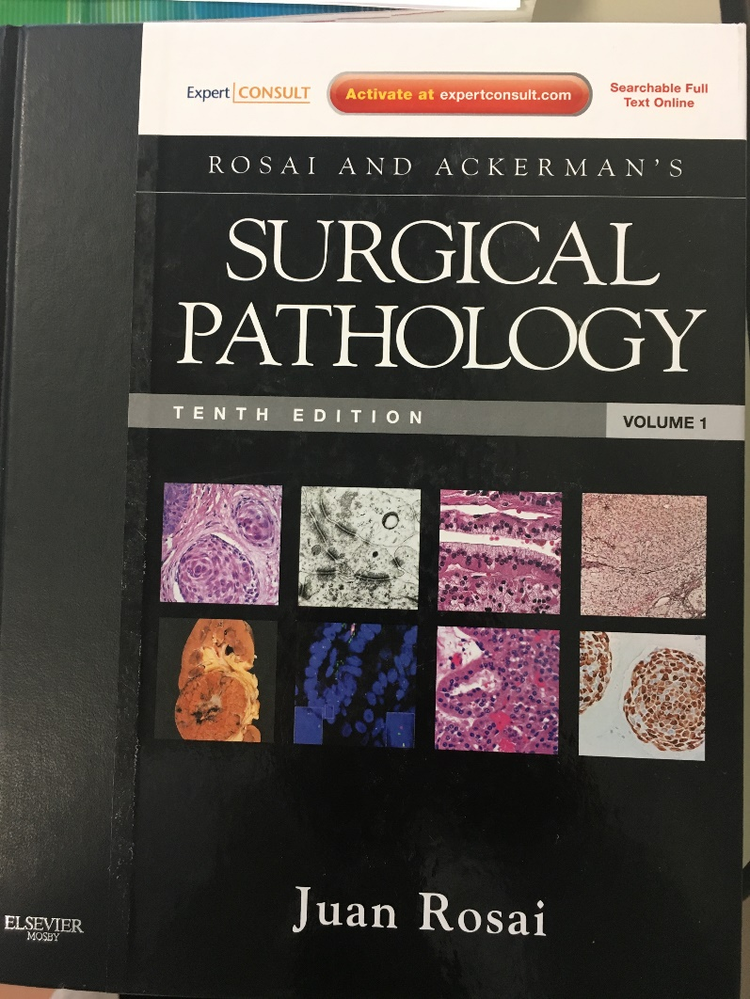 Expert CONSULT
Activate at expertconsult.com
Searchable Full
Text Online
ROSAI AND ACKERMAN'S
SURGICAL
PATHOLOGY
TENTH EDITION
VOLUME 1
Juan Rosai
ELSEVIER
MOSBY